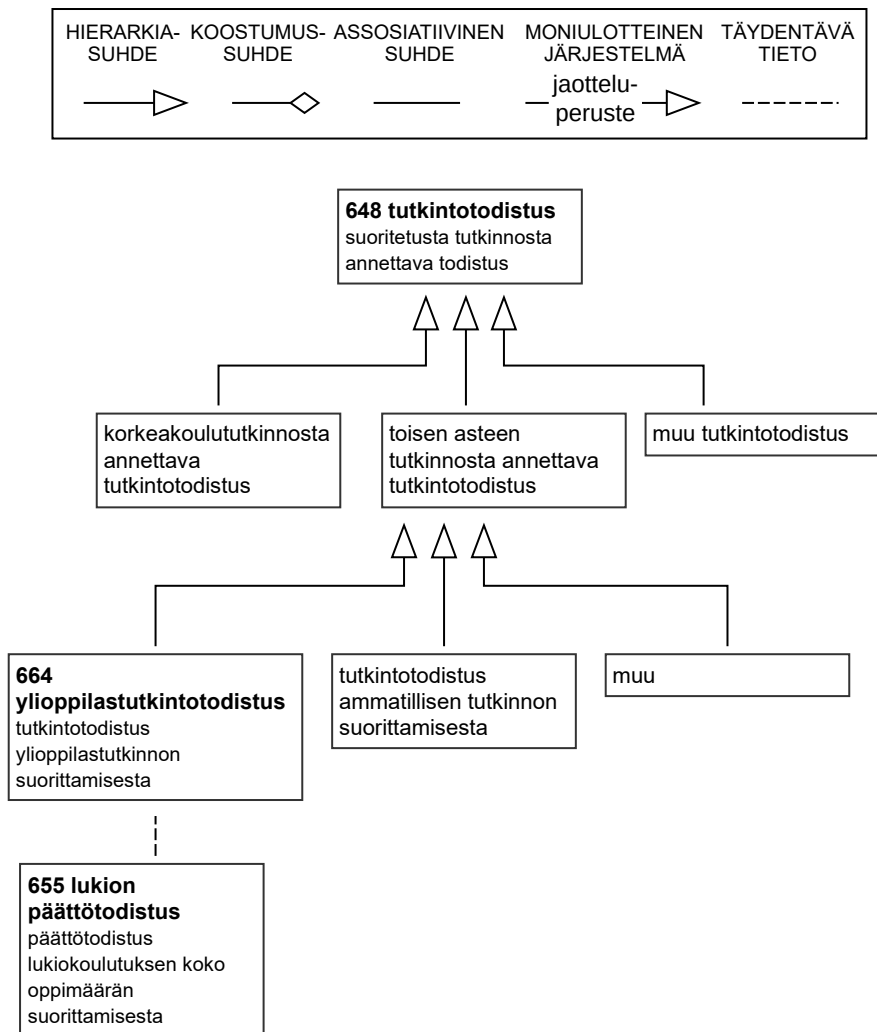 HIERARKIA-
SUHDE
KOOSTUMUS-
SUHDE
ASSOSIATIIVINEN
SUHDE
MONIULOTTEINEN
JÄRJESTELMÄ
jaottelu-
peruste
TÄYDENTÄVÄ
TIETO
648 tutkintotodistus
suoritetusta tutkinnosta
annettava todistus
korkeakoulututkinnosta
annettava
tutkintotodistus
toisen asteen
tutkinnosta annettava
tutkintotodistus
muu tutkintotodistus
664
ylioppilastutkintotodistus
tutkintotodistus
ylioppilastutkinnon
suorittamisesta
tutkintotodistus
ammatillisen tutkinnon
suorittamisesta
muu
655 lukion
päättötodistus
päättötodistus
lukiokoulutuksen koko
oppimäärän
suorittamisesta